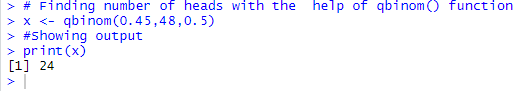 > # Finding number of heads with the  help of qbinom() function
> x <- qbinom(0.45,48,0.5)
> #Showing output
> print(x)
[1] 24
>